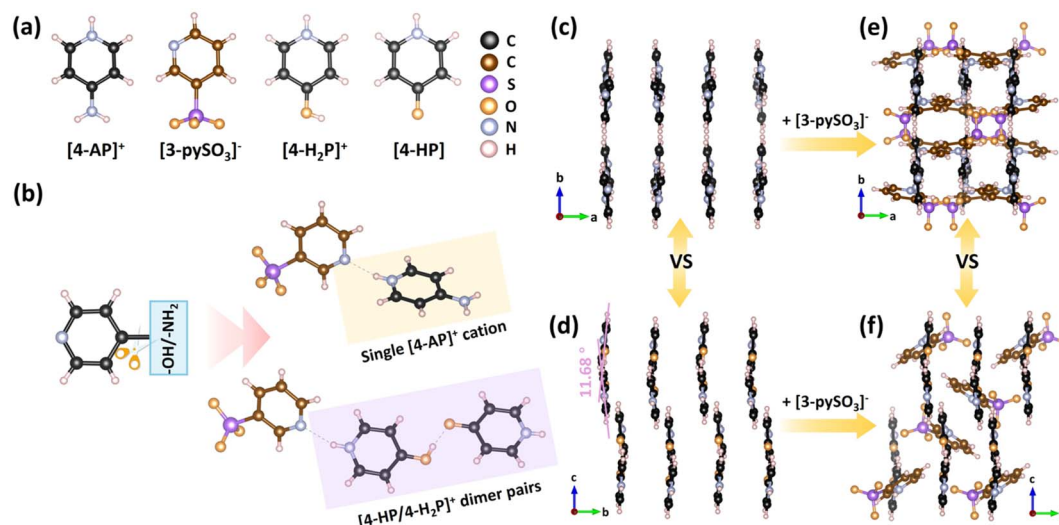 (a)
[4-AP]⁺
[3-pySO₃]⁻
[4-H₂P]⁺
[4-HP]
C
C
S
O
N
H
(b)
-OH/-NH₂
Single [4-AP]⁺ cation
[4-HP/4-H₂P]⁺ dimer pairs
(c)
b
a
+ [3-pySO₃]⁻
(e)
b
a
VS
VS
(d)
11.68°
c
b
+ [3-pySO₃]⁻
(f)
c